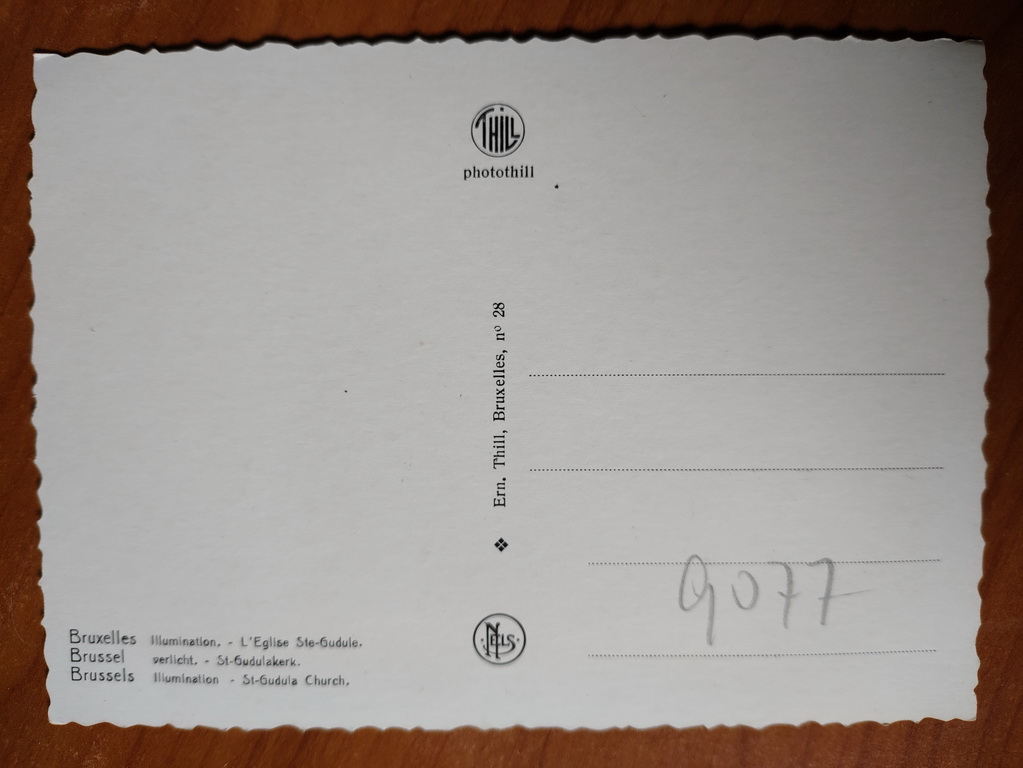 THILL
photothill
Ern. Thill, Bruxelles, nº 28
NELS
Bruxelles Illumination. - L'Eglise Ste-Gudule.
Brussel verlicht. - St-Gudulakerk.
Brussels Illumination - St-Gudula Church.
9077